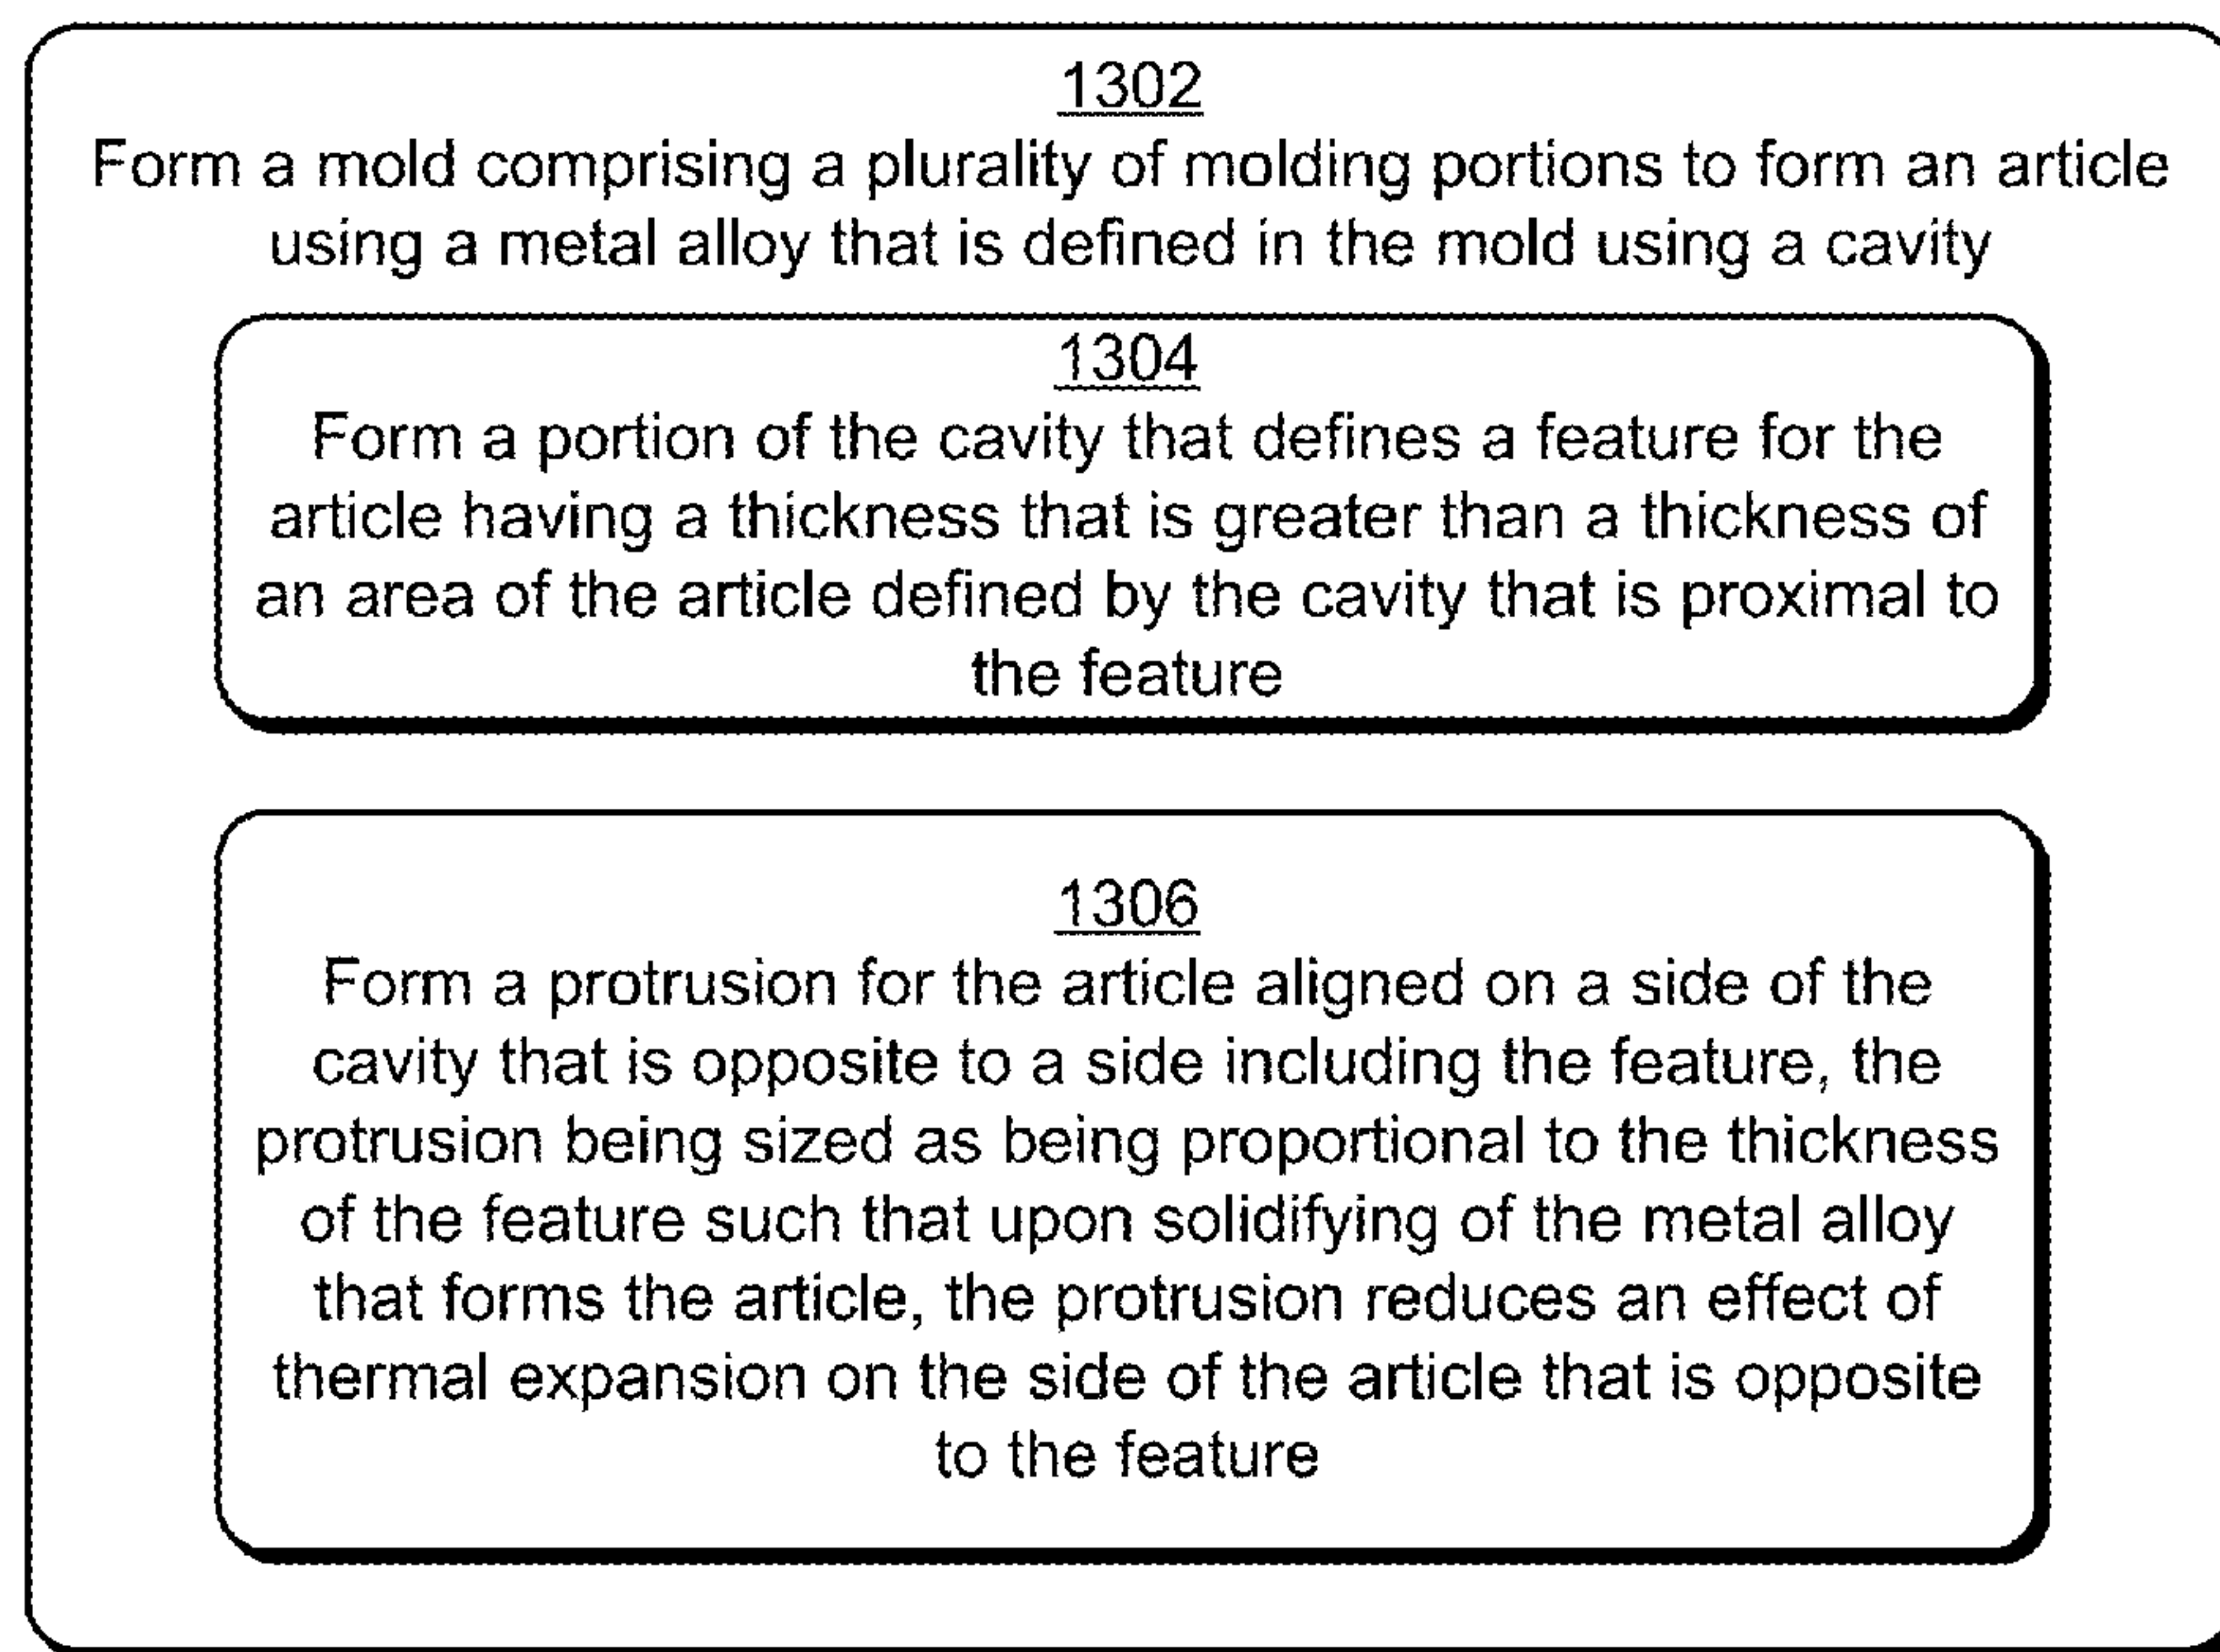 1302
Form a mold comprising a plurality of molding portions to form an article
using a metal alloy that is defined in the mold using a cavity
1304
Form a portion of the cavity that defines a feature for the
article having a thickness that is greater than a thickness of
an area of the article defined by the cavity that is proximal to
the feature
1306
Form a protrusion for the article aligned on a side of the
cavity that is opposite to a side including the feature, the
protrusion being sized as being proportional to the thickness
of the feature such that upon solidifying of the metal alloy
that forms the article, the protrusion reduces an effect of
thermal expansion on the side of the article that is opposite
to the feature